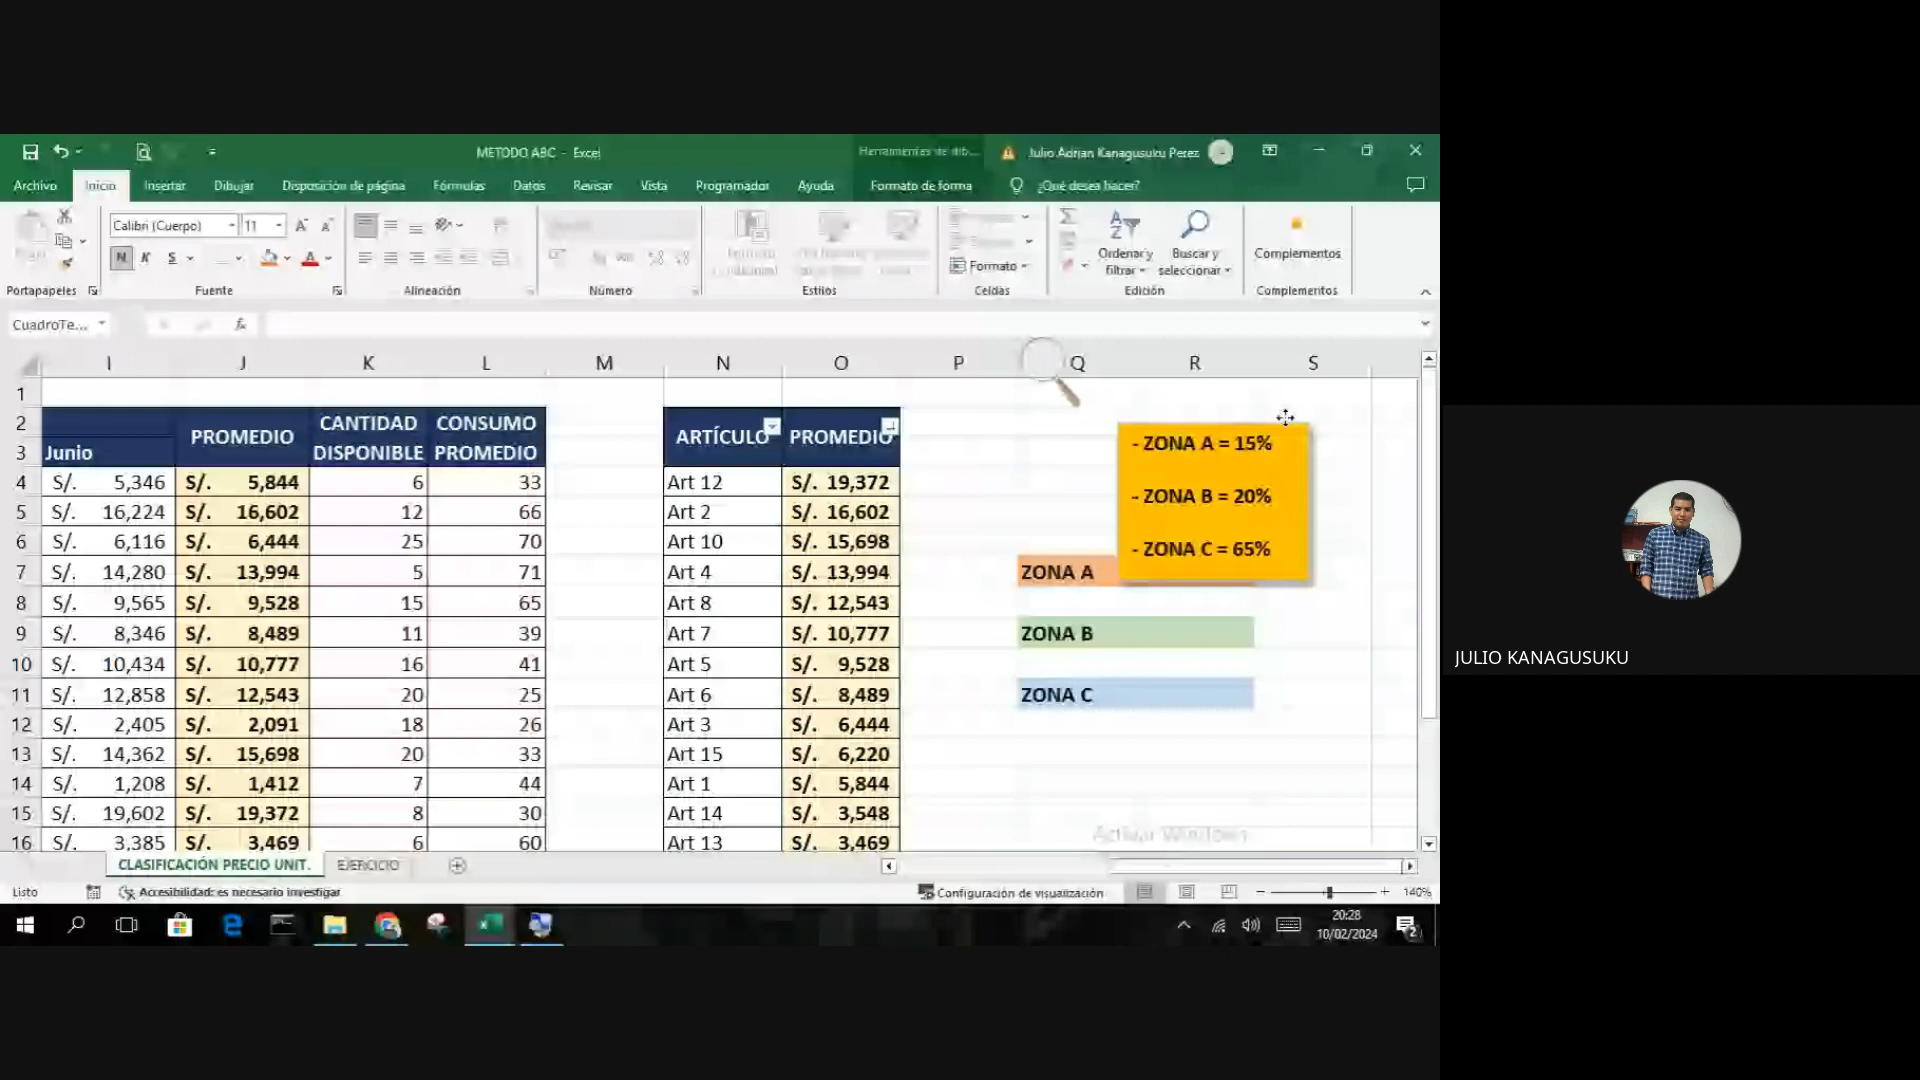 METODO ABC - Excel
Herramientas de dib...
Julio Adrian Kanagusuku Perez
Archivo Inicio Insertar Dibujar Disposición de página Fórmulas Datos Revisar Vista Programador Ayuda Formato de forma ¿Qué desea hacer?
Calibri (Cuerpo) 11
N K S
Formato
Ordenar y filtrar
Buscar y seleccionar
Complementos
Portapapeles Fuente Alineación Número Estilos Celdas Edición Complementos
CuadroTe... fx
I J K L M N O P Q R S
1
2 PROMEDIO CANTIDAD CONSUMO ARTÍCULO PROMEDIO
3 Junio DISPONIBLE PROMEDIO
- ZONA A = 15%
- ZONA B = 20%
- ZONA C = 65%
4 S/. 5,346 S/. 5,844 6 33 Art 12 S/. 19,372
5 S/. 16,224 S/. 16,602 12 66 Art 2 S/. 16,602
6 S/. 6,116 S/. 6,444 25 70 Art 10 S/. 15,698
7 S/. 14,280 S/. 13,994 5 71 Art 4 S/. 13,994 ZONA A
8 S/. 9,565 S/. 9,528 15 65 Art 8 S/. 12,543
9 S/. 8,346 S/. 8,489 11 39 Art 7 S/. 10,777 ZONA B
10 S/. 10,434 S/. 10,777 16 41 Art 5 S/. 9,528
11 S/. 12,858 S/. 12,543 20 25 Art 6 S/. 8,489 ZONA C
12 S/. 2,405 S/. 2,091 18 26 Art 3 S/. 6,444
13 S/. 14,362 S/. 15,698 20 33 Art 15 S/. 6,220
14 S/. 1,208 S/. 1,412 7 44 Art 1 S/. 5,844
15 S/. 19,602 S/. 19,372 8 30 Art 14 S/. 3,548
16 S/. 3,385 S/. 3,469 6 60 Art 13 S/. 3,469
Activar Windows
CLASIFICACIÓN PRECIO UNIT. EJERCICIO
Listo Accesibilidad: es necesario investigar Configuración de visualización 140%
20:28
10/02/2024
2
JULIO KANAGUSUKU